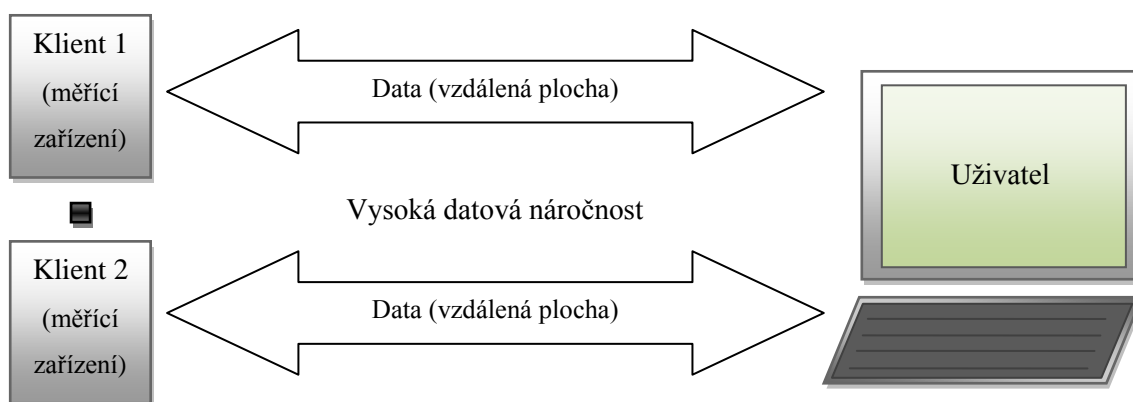 Klient 1
(měřící
zařízení)
Data (vzdálená plocha)
Uživatel
Vysoká datová náročnost
Klient 2
(měřící
zařízení)
Data (vzdálená plocha)